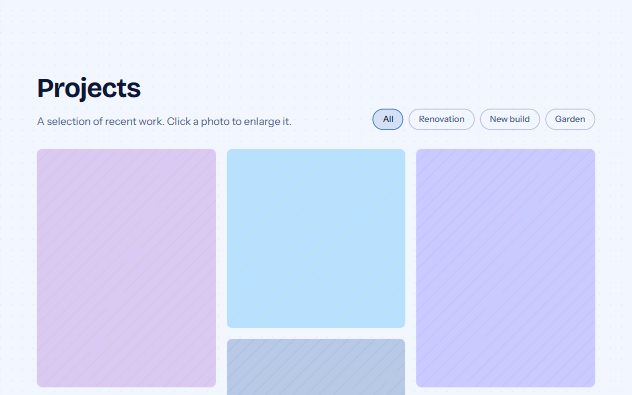 Projects
A selection of recent work. Click a photo to enlarge it.
All
Renovation
New build
Garden